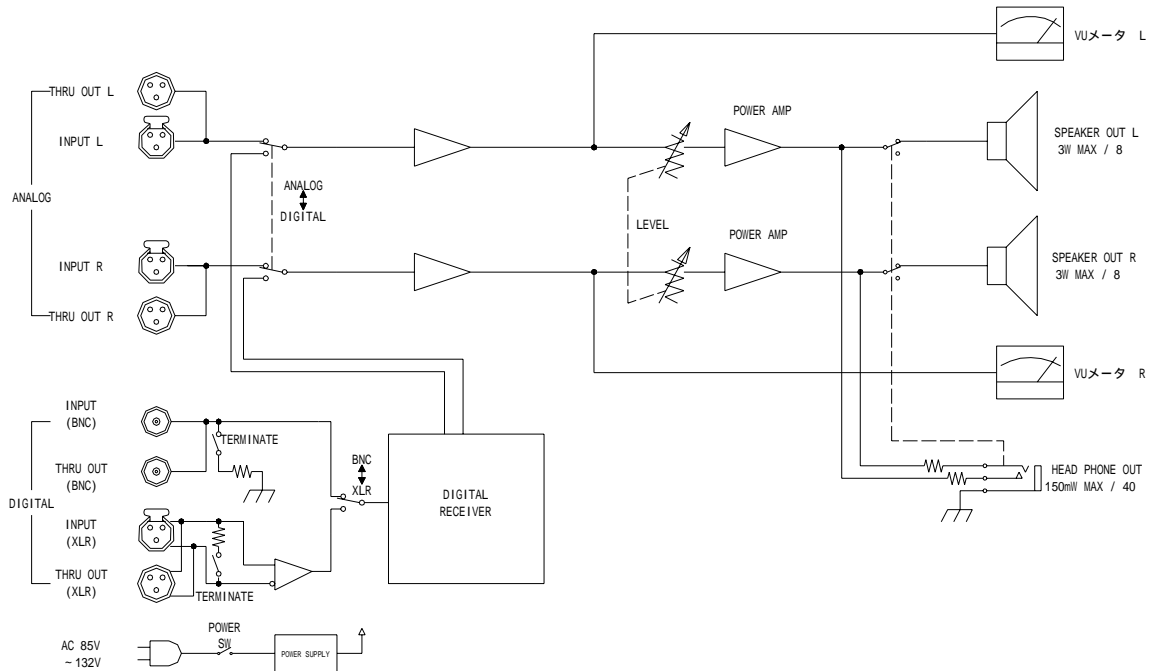 VUメータ L
THRU OUT L
POWER AMP
INPUT L
SPEAKER OUT L
3W MAX / 8
ANALOG
ANALOG
DIGITAL
LEVEL
POWER AMP
INPUT R
SPEAKER OUT R
3W MAX / 8
THRU OUT R
VUメータ R
INPUT
(BNC)
TERMINATE
THRU OUT
(BNC)
DIGITAL
BNC
XLR
DIGITAL
RECEIVER
HEAD PHONE OUT
150mW MAX / 40
INPUT
(XLR)
THRU OUT
(XLR)
TERMINATE
AC 85V
~ 132V
POWER
SW
POWER SUPPLY